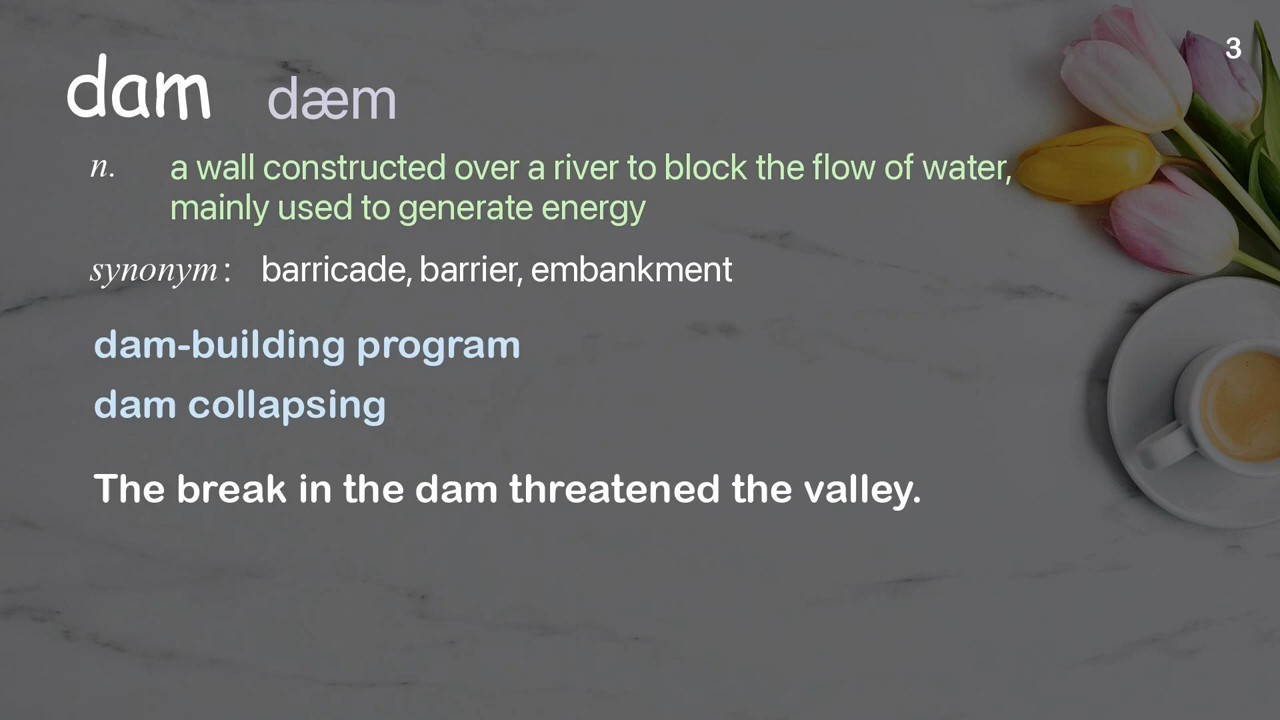 3
dam dæm
n. a wall constructed over a river to block the flow of water,
mainly used to generate energy
synonym: barricade, barrier, embankment
dam-building program
dam collapsing
The break in the dam threatened the valley.